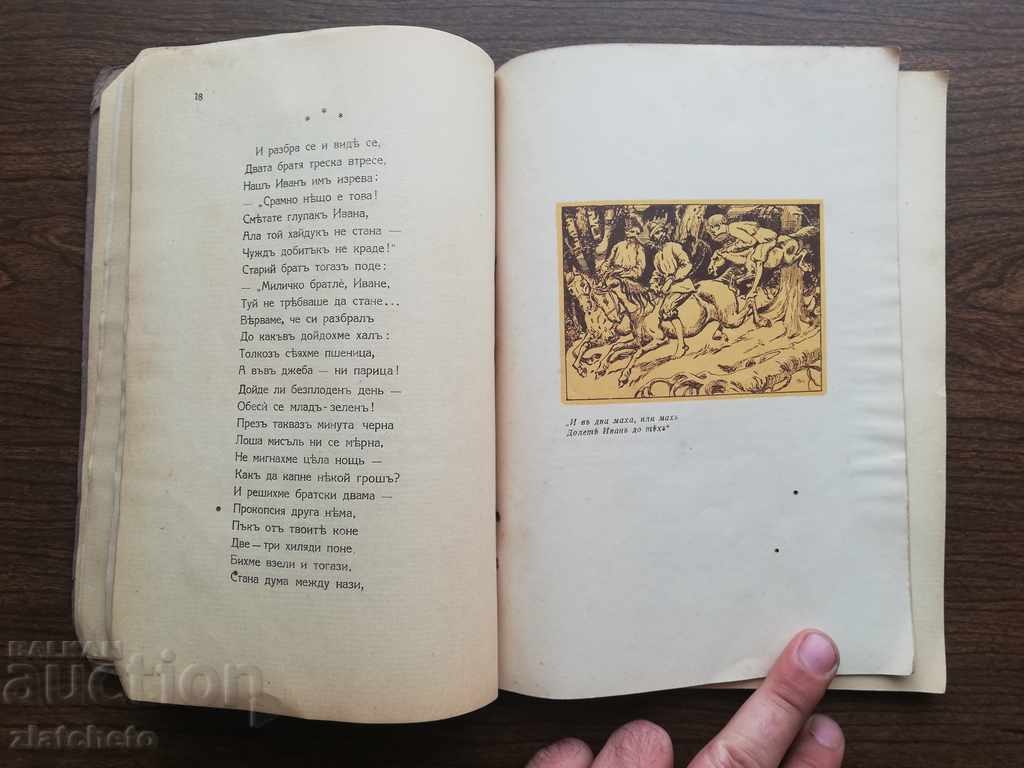 18
* * *
И разбра се и видѣ се,
Двата братя треска втресе,
Нашъ Иванъ имъ изрева:
— „Срамно нѣщо е това!
Смѣтате глупакъ Ивана,
Ала той хайдукъ не стана —
Чуждъ добитъкъ не краде!"
Старий братъ тогазъ поде:
— „Миличко братле, Иване,
Туй не трѣбваше да стане...
Вѣрваме, че си разбралъ
До какъвъ дойдохме халъ:
Толкозъ сѣяхме пшеница,
А въвъ джеба — ни парица!
Дойде ли безплоденъ день —
Обеси се младъ-зеленъ!
Презъ такваз минута черна
Лоша мисъль ни се мѣрна,
Не мигнахме цѣла нощь —
Какъ да капне нѣкой грошъ?
И решихме братски двама —
Прокопсия друга нѣма,
Пъкъ отъ твоитѣ коне
Две—три хиляди поне
Бихме взели и тогази,
Стана дума между нази,
„И въ два маха, или махъ
Долетѣ Иванъ до тѣхъ"
BALKAN
auction
zlatcheto